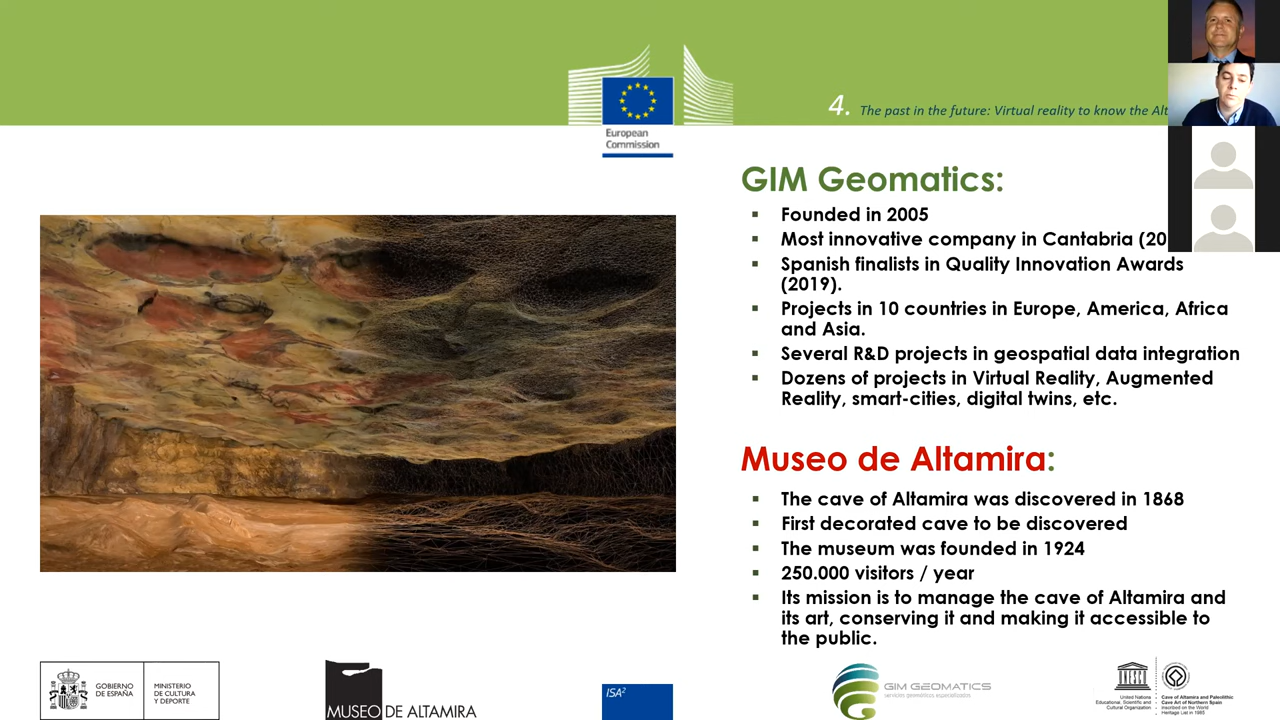 European
Commission
4. The past in the future: Virtual reality to know the
GIM Geomatics:
▪ Founded in 2005
▪ Most innovative company in Cantabria (20
▪ Spanish finalists in Quality Innovation Awards
(2019).
▪ Projects in 10 countries in Europe, America, Africa
and Asia.
▪ Several R&D projects in geospatial data integration
▪ Dozens of projects in Virtual Reality, Augmented
Reality, smart-cities, digital twins, etc.
Museo de Altamira:
▪ The cave of Altamira was discovered in 1868
▪ First decorated cave to be discovered
▪ The museum was founded in 1924
▪ 250.000 visitors / year
▪ Its mission is to manage the cave of Altamira and
its art, conserving it and making it accessible to
the public.
GOBIERNO
DE ESPAÑA
MINISTERIO
DE CULTURA
Y DEPORTE
MUSEO DE ALTAMIRA
ISA²
GIM GEOMATICS
servicios geomáticos especializados
UNESCO
United Nations
Educational, Scientific and
Cultural Organization
Cave of Altamira and Paleolithic
Cave Art of Northern Spain
inscribed on the World
Heritage List in 1985